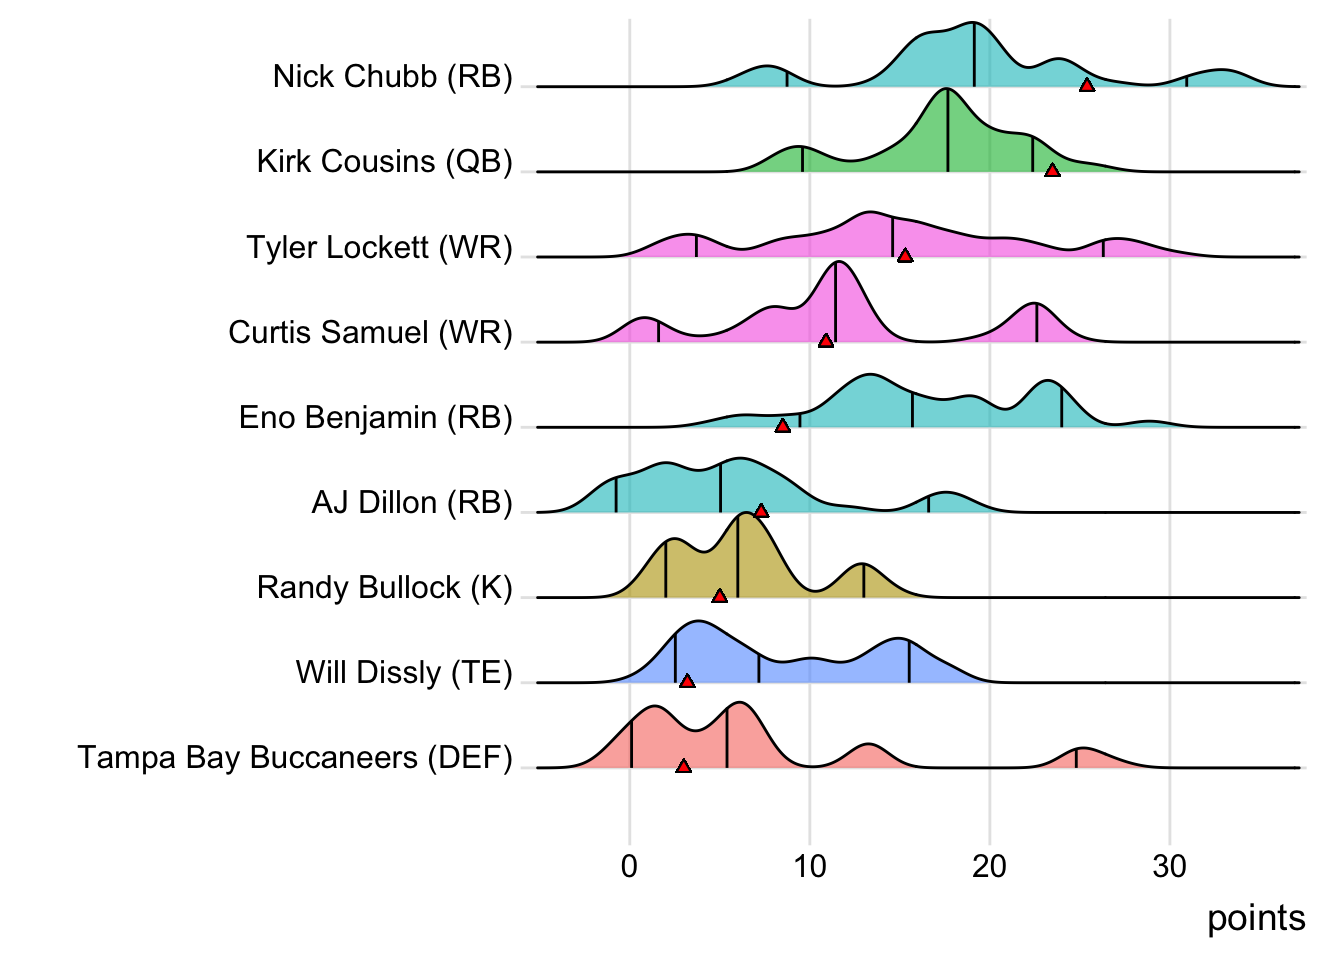 Nick Chubb (RB)
Kirk Cousins (QB)
Tyler Lockett (WR)
Curtis Samuel (WR)
Eno Benjamin (RB)
AJ Dillon (RB)
Randy Bullock (K)
Will Dissly (TE)
Tampa Bay Buccaneers (DEF)
0 10 20 30
points